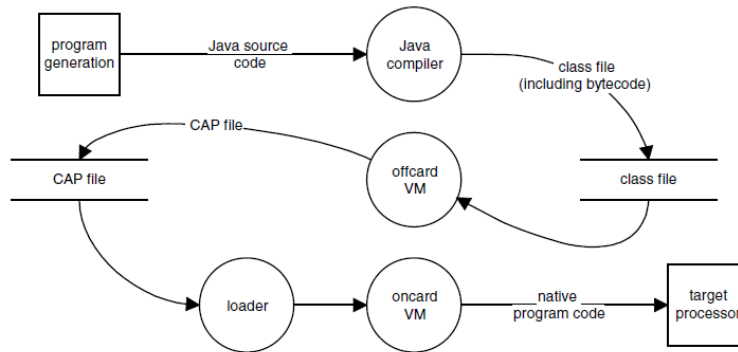 program
generation
Java source
code
Java
compiler
class file
(including bytecode)
CAP file
CAP file
offcard
VM
class file
loader
oncard
VM
native
program code
target
processor